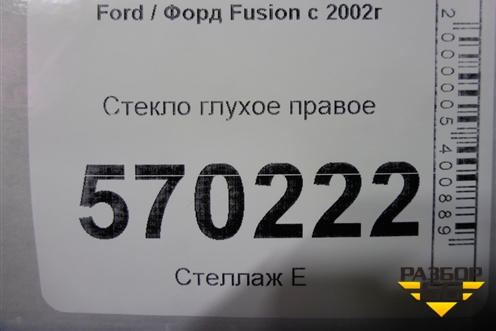 Ford / Форд Fusion с 2002г
Стекло глухое правое
570222
Стеллаж Е
2000005400889
РАЗБОР